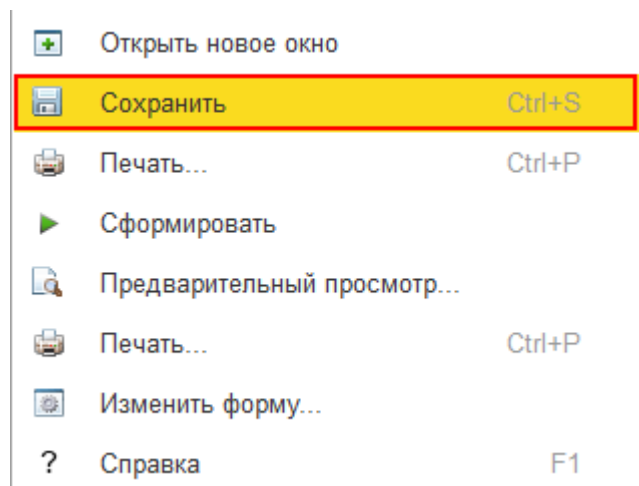 Открыть новое окно
Сохранить Ctrl+S
Печать... Ctrl+P
Сформировать
Предварительный просмотр...
Печать... Ctrl+P
Изменить форму...
? Справка F1